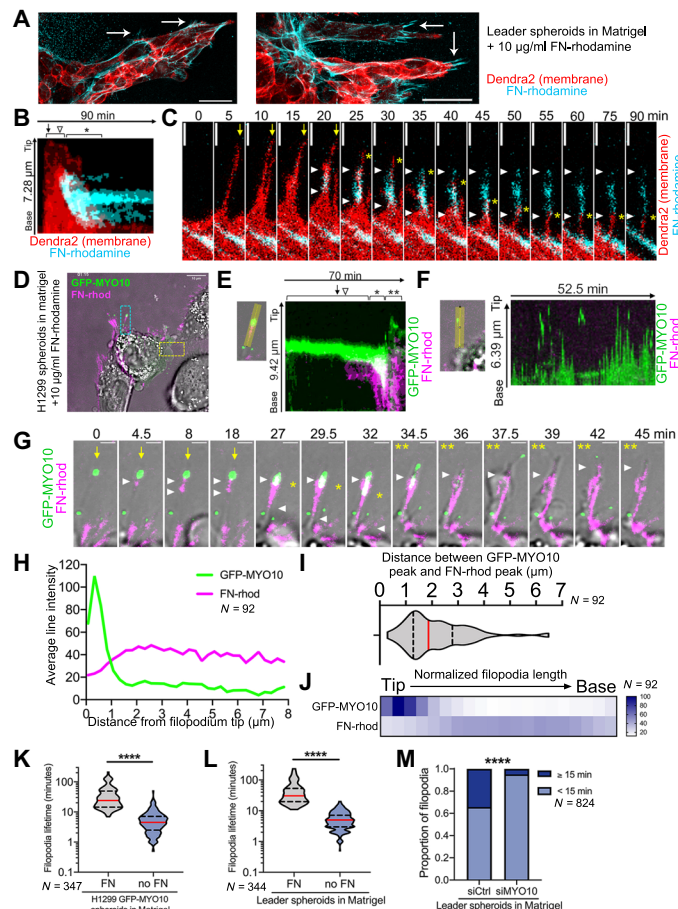 A
Leader spheroids in Matrigel
+ 10 µg/ml FN-rhodamine
Dendra2 (membrane)
FN-rhodamine
B
90 min
*
Tip
7.28 µm
Base
Dendra2 (membrane)
FN-rhodamine
C
0 5 10 15 20 25 30 35 40 45 50 55 60 75 90 min
* * * * * * * * *
Dendra2 (membrane)
FN-rhodamine
D
H1299 spheroids in matrigel
+10 µg/ml FN-rhodamine
GFP-MYO10
FN-rhod
E
70 min
* **
Tip
9.42 µm
Base
GFP-MYO10
FN-rhod
F
52.5 min
Tip
6.39 µm
Base
GFP-MYO10
FN-rhod
G
0 4.5 8 18 27 29.5 32 34.5 36 37.5 39 42 45 min
* * * ** ** ** ** ** **
GFP-MYO10
FN-rhod
H
Average line intensity
120
100
80
60
40
20
0
0 1 2 3 4 5 6 7 8
Distance from filopodium tip (µm)
GFP-MYO10
FN-rhod
N = 92
I
Distance between GFP-MYO10
peak and FN-rhod peak (µm)
0 1 2 3 4 5 6 7
N = 92
J
Normalized filopodia length
Tip Base
N = 92
GFP-MYO10
FN-rhod
100
80
60
40
20
K
Filopodia lifetime (minutes)
100
10
1
0.1
****
FN no FN
N = 347
H1299 GFP-MYO10
spheroids in Matrigel
L
Filopodia lifetime (minutes)
100
10
1
0.1
****
FN no FN
N = 344
Leader spheroids in Matrigel
M
Proportion of filopodia
1.0
0.8
0.6
0.4
0.2
0.0
****
≥ 15 min
< 15 min
N = 824
siCtrl siMYO10
Leader spheroids in Matrigel